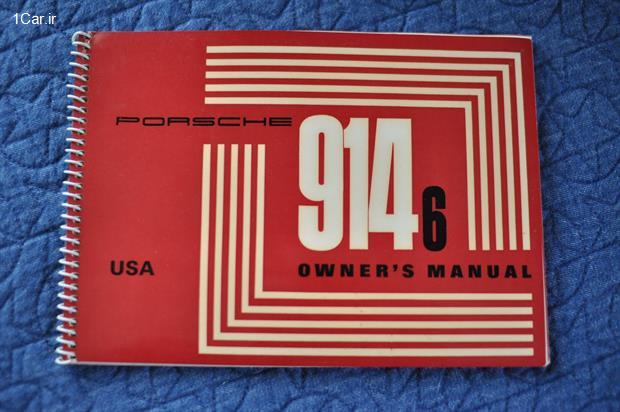 1Car.ir
PORSCHE
914 6
USA
OWNER'S MANUAL